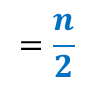 = n/2